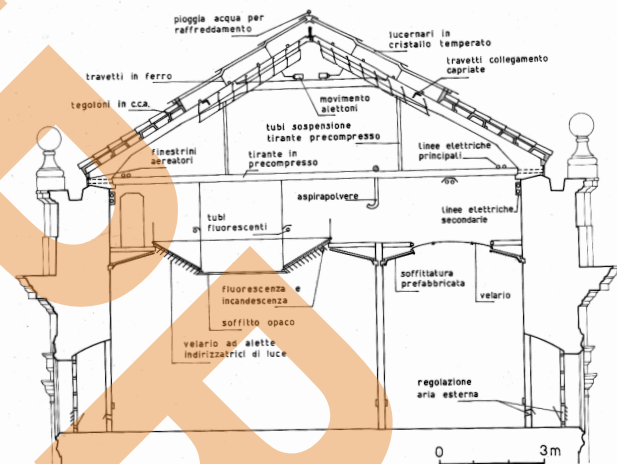 pioggia acqua per
raffreddamento
lucernari in
cristallo temperato
travetti collegamento
capriate
travetti in ferro
tegoloni in c.c.a.
movimento
alettoni
tubi sospensione
tirante precompresso
finestrini
aereatori
tirante in
precompresso
linee elettriche
principali
aspirapolvere
tubi
fluorescenti
linee elettriche
secondarie
fluorescenza e
incandescenza
soffittatura
prefabbricata
velario
soffitto opaco
velario ad alette
indirizzatrici di luce
regolazione
aria esterna
0 3m